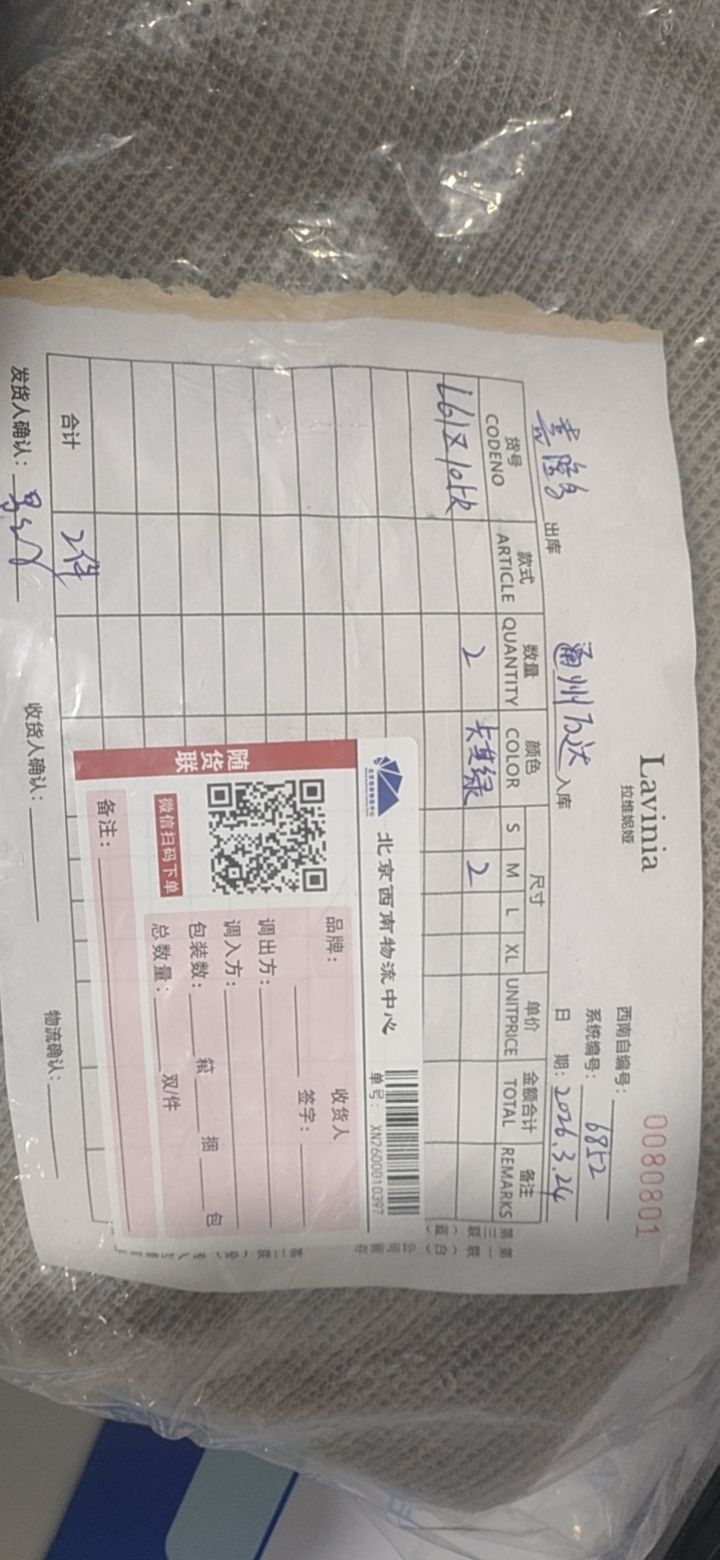 Lavinia
拉维妮娅
0080801
西南自编号:
系统编号: 6852
出库 通州万达 入库 日 期: 2026.3.24
货号 款式 数量 颜色 尺寸 单价 金额合计 备注
CODENO ARTICLE QUANTITY COLOR S M L XL UNITPRICE TOTAL REMARKS
2 2
合计 2件
发货人确认: 收货人确认: 物流确认:
北京西南物流中心
单号: XN2600010397
随货联
微信扫码下单
品牌: 收货人
签字:
调出方:
调入方:
包装数: 箱 捆 包
总数量: 双/件
备注: